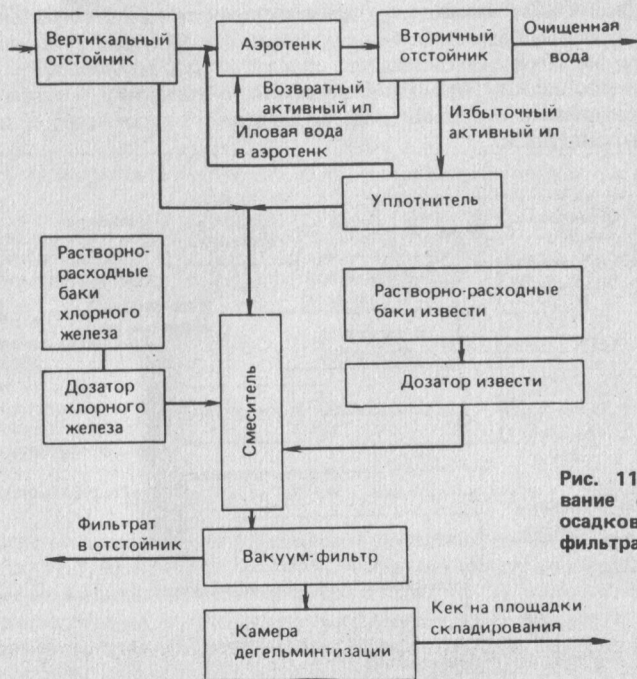 Вертикальный
отстойник
Аэротенк
Вторичный
отстойник
Очищенная
вода
Возвратный
активный ил
Иловая вода
в аэротенк
Избыточный
активный ил
Уплотнитель
Растворно-
расходные
баки
хлорного
железа
Растворно-расходные
баки извести
Дозатор
хлорного
железа
Смеситель
Дозатор извести
Рис. 11
вание
осадков
фильтра
Фильтрат
в отстойник
Вакуум-фильтр
Камера
дегельминтизации
Кек на площадки
складирования